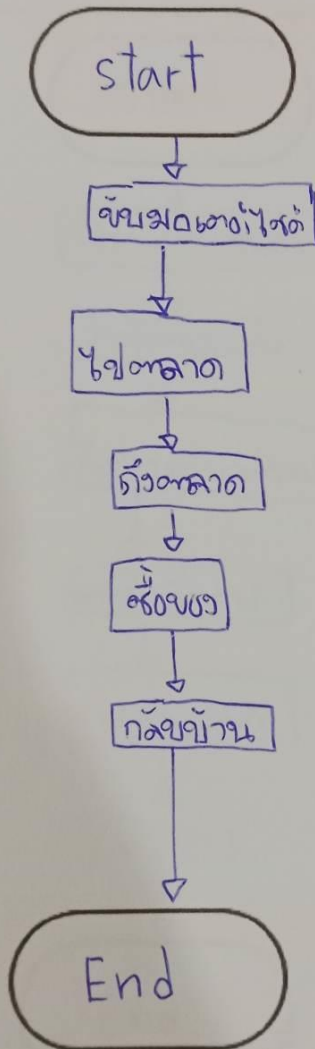 start
ขับมอเตอร์ไซต์
ไปตลาด
ถึงตลาด
ซื้อของ
กลับบ้าน
End